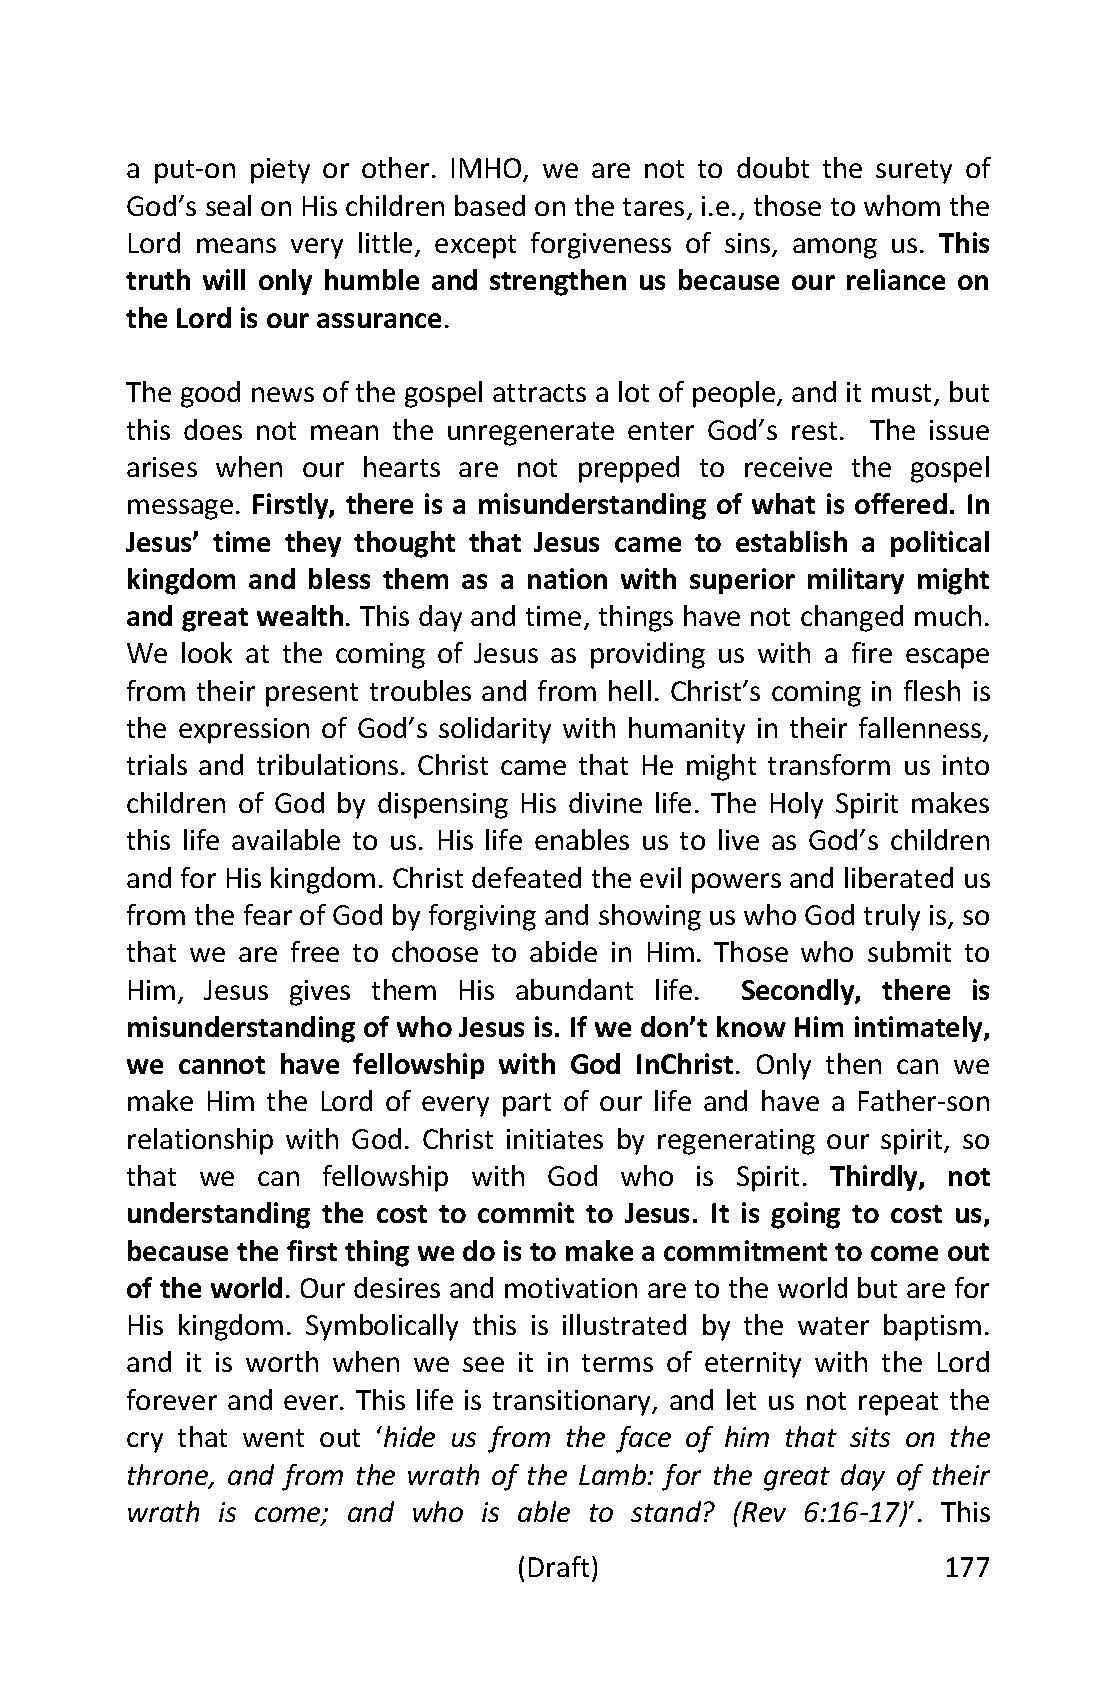 a put-on piety or other. IMHO, we are not to doubt the surety of
God’s seal on His children based on the tares, i.e., those to whom the
Lord means very little, except forgiveness of sins, among us. This
truth will only humble and strengthen us because our reliance on
the Lord is our assurance.
The good news of the gospel attracts a lot of people, and it must, but
this does not mean the unregenerate enter God’s rest. The issue
arises when our hearts are not prepped to receive the gospel
message. Firstly, there is a misunderstanding of what is offered. In
Jesus’ time they thought that Jesus came to establish a political
kingdom and bless them as a nation with superior military might
and great wealth. This day and time, things have not changed much.
We look at the coming of Jesus as providing us with a fire escape
from their present troubles and from hell. Christ’s coming in flesh is
the expression of God’s solidarity with humanity in their fallenness,
trials and tribulations. Christ came that He might transform us into
children of God by dispensing His divine life. The Holy Spirit makes
this life available to us. His life enables us to live as God’s children
and for His kingdom. Christ defeated the evil powers and liberated us
from the fear of God by forgiving and showing us who God truly is, so
that we are free to choose to abide in Him. Those who submit to
Him, Jesus gives them His abundant life. Secondly, there is
misunderstanding of who Jesus is. If we don’t know Him intimately,
we cannot have fellowship with God InChrist. Only then can we
make Him the Lord of every part of our life and have a Father-son
relationship with God. Christ initiates by regenerating our spirit, so
that we can fellowship with God who is Spirit. Thirdly, not
understanding the cost to commit to Jesus. It is going to cost us,
because the first thing we do is to make a commitment to come out
of the world. Our desires and motivation are to the world but are for
His kingdom. Symbolically this is illustrated by the water baptism.
and it is worth when we see it in terms of eternity with the Lord
forever and ever. This life is transitionary, and let us not repeat the
cry that went out ‘hide us from the face of him that sits on the
throne, and from the wrath of the Lamb: for the great day of their
wrath is come; and who is able to stand? (Rev 6:16-17)’. This
(Draft) 177